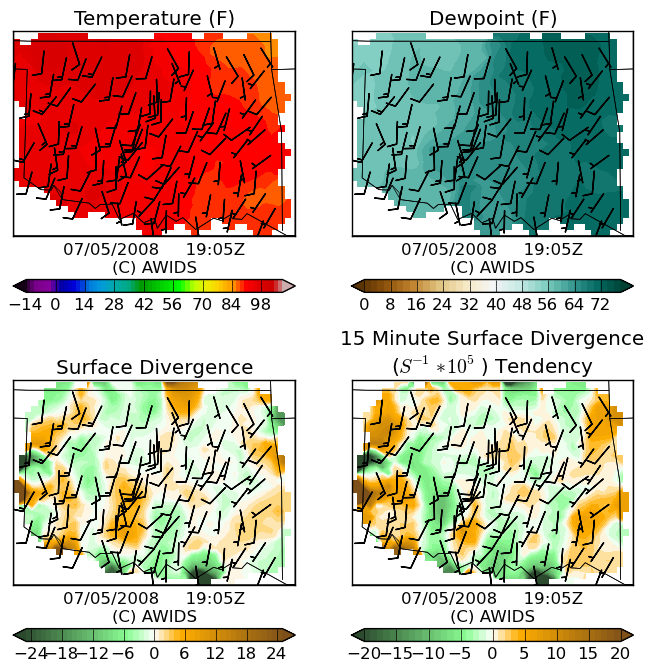 Temperature (F)
Dewpoint (F)
07/05/2008 19:05Z
(C) AWIDS
07/05/2008 19:05Z
(C) AWIDS
−14 0 14 28 42 56 70 84 98
0 8 16 24 32 40 48 56 64 72
Surface Divergence
15 Minute Surface Divergence
(S⁻¹ *10⁵ ) Tendency
07/05/2008 19:05Z
(C) AWIDS
07/05/2008 19:05Z
(C) AWIDS
−24 −18 −12 −6 0 6 12 18 24
−20 −15 −10 −5 0 5 10 15 20